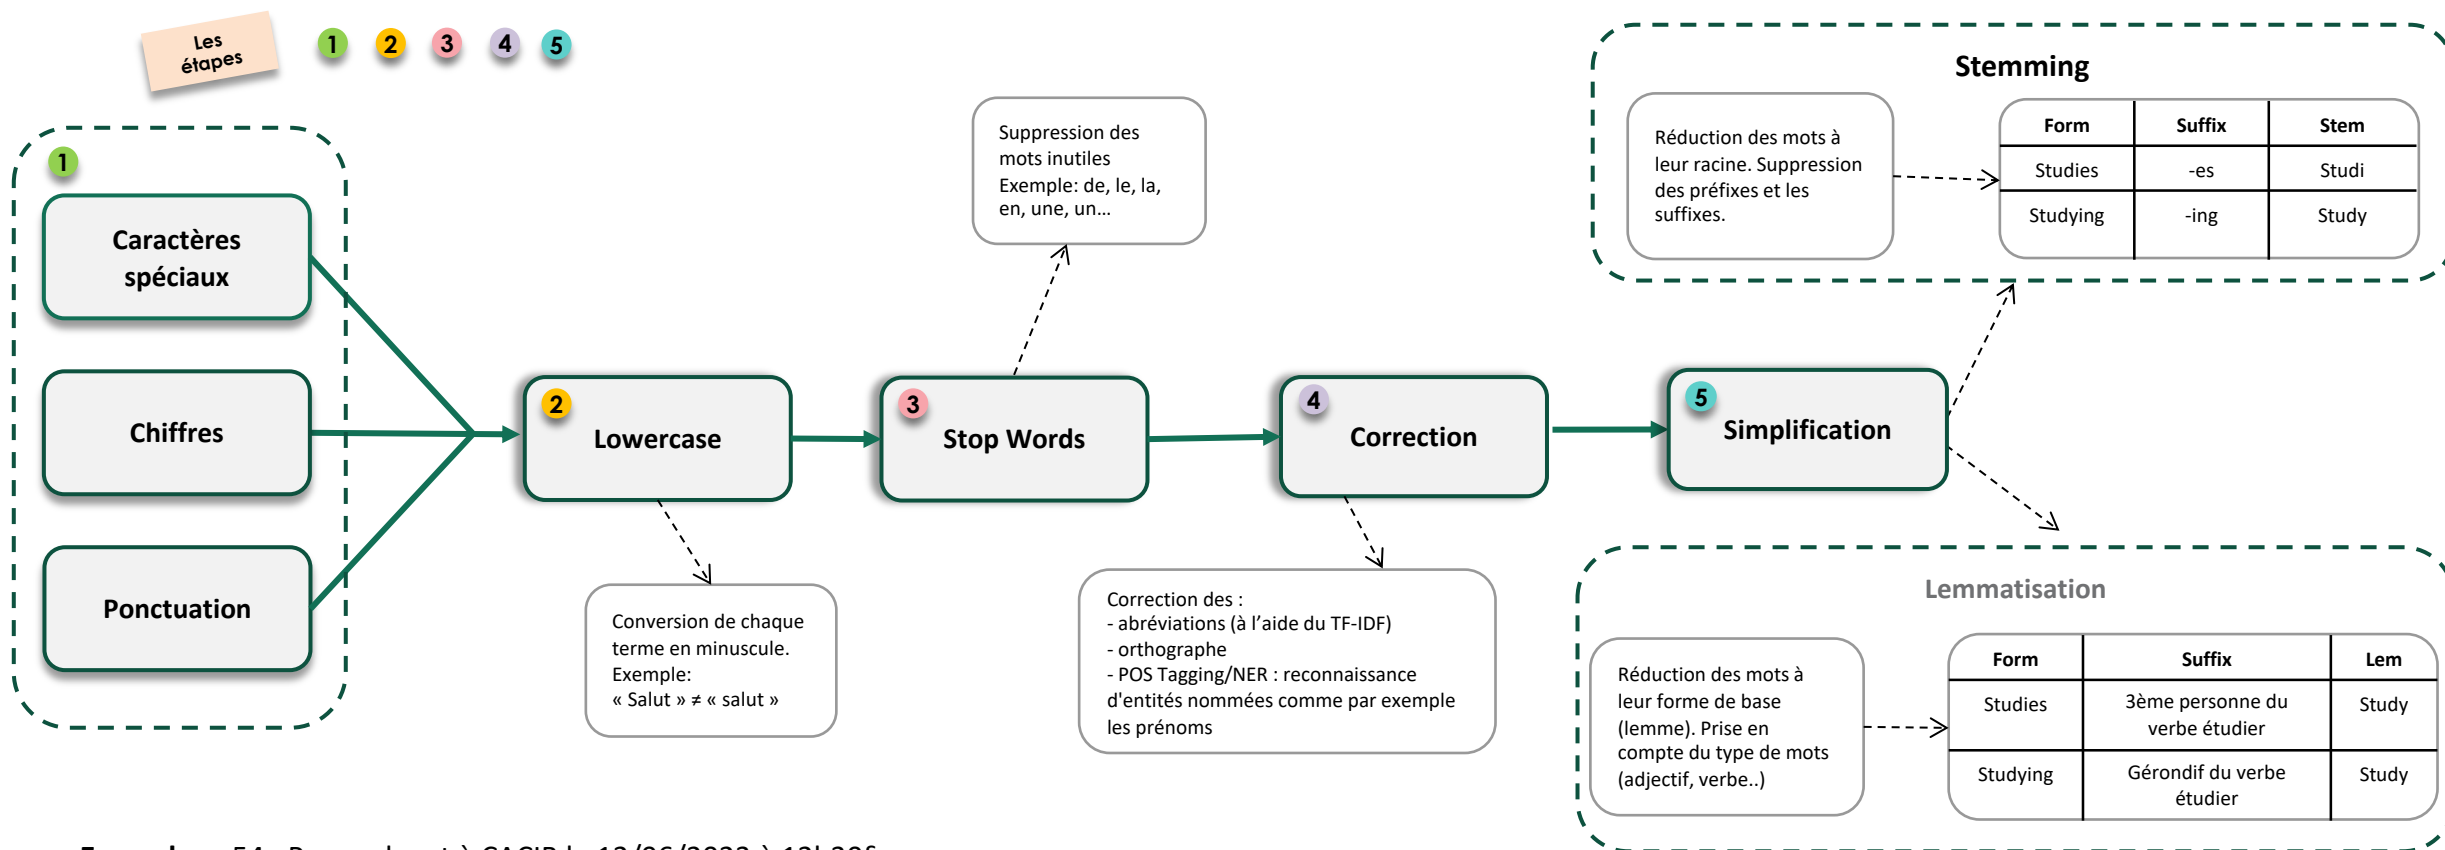 Les
étapes
1 2 3 4 5
1
Caractères
spéciaux
Chiffres
Ponctuation
2
Lowercase
Conversion de chaque
terme en minuscule.
Exemple:
« Salut » ≠ « salut »
3
Stop Words
Suppression des
mots inutiles
Exemple: de, le, la,
en, une, un...
4
Correction
Correction des :
- abréviations (à l’aide du TF-IDF)
- orthographe
- POS Tagging/NER : reconnaissance
d'entités nommées comme par exemple
les prénoms
5
Simplification
Stemming
Réduction des mots à
leur racine. Suppression
des préfixes et les
suffixes.
Form Suffix Stem
Studies -es Studi
Studying -ing Study
Lemmatisation
Réduction des mots à
leur forme de base
(lemme). Prise en
compte du type de mots
(adjectif, verbe..)
Form Suffix Lem
Studies 3ème personne du
verbe étudier Study
Studying Gérondif du verbe
étudier Study